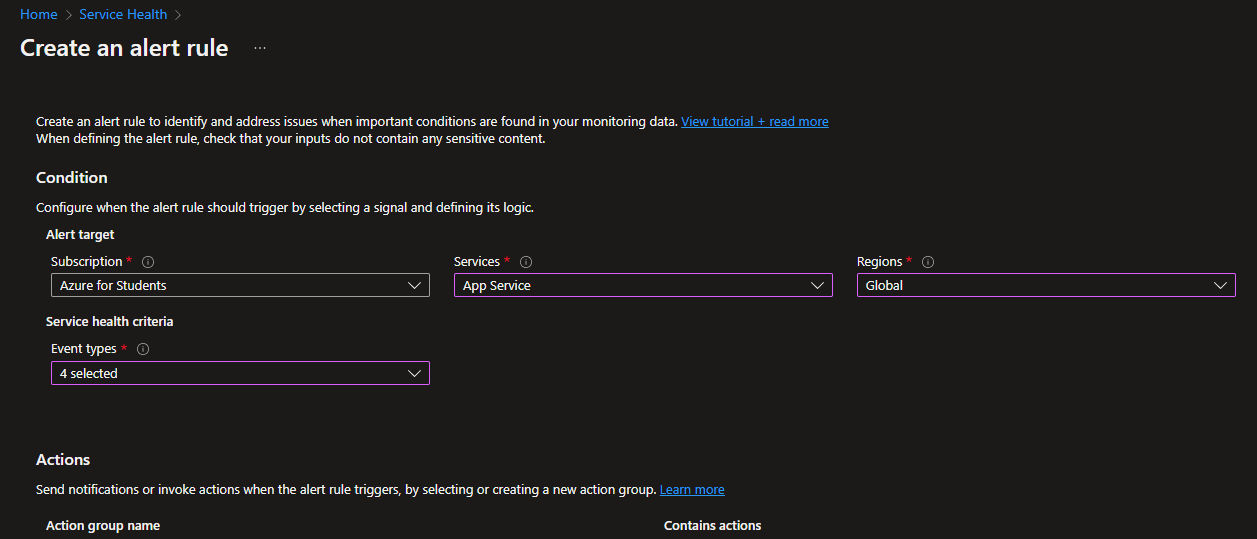 Home > Service Health >
Create an alert rule ...
Create an alert rule to identify and address issues when important conditions are found in your monitoring data. View tutorial + read more
When defining the alert rule, check that your inputs do not contain any sensitive content.
Condition
Configure when the alert rule should trigger by selecting a signal and defining its logic.
Alert target
Subscription * Services * Regions *
Azure for Students App Service Global
Service health criteria
Event types *
4 selected
Actions
Send notifications or invoke actions when the alert rule triggers, by selecting or creating a new action group. Learn more
Action group name Contains actions